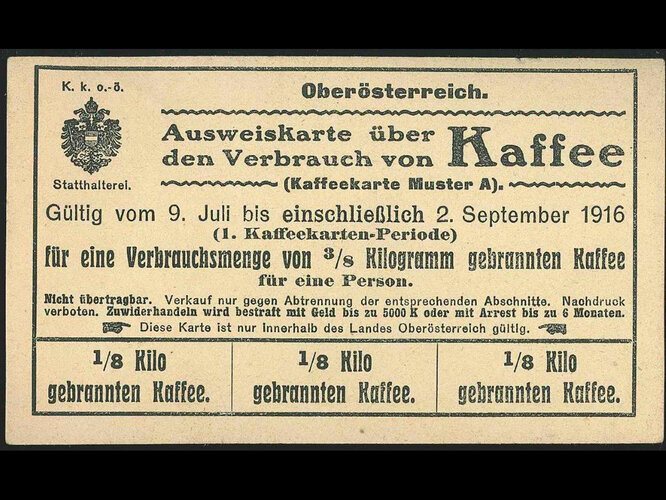 K. k. o.-ö.
Statthalterei.
Oberösterreich.
Ausweiskarte über
den Verbrauch von Kaffee
(Kaffeekarte Muster A).
Gültig vom 9. Juli bis einschließlich 2. September 1916
(1. Kaffeekarten-Periode)
für eine Verbrauchsmenge von 3/8 Kilogramm gebrannten Kaffee
für eine Person.
Nicht übertragbar. Verkauf nur gegen Abtrennung der entsprechenden Abschnitte. Nachdruck
verboten. Zuwiderhandeln wird bestraft mit Geld bis zu 5000 K oder mit Arrest bis zu 6 Monaten.
Diese Karte ist nur innerhalb des Landes Oberösterreich gültig.
1/8 Kilo
gebrannten Kaffee.
1/8 Kilo
gebrannten Kaffee.
1/8 Kilo
gebrannten Kaffee.